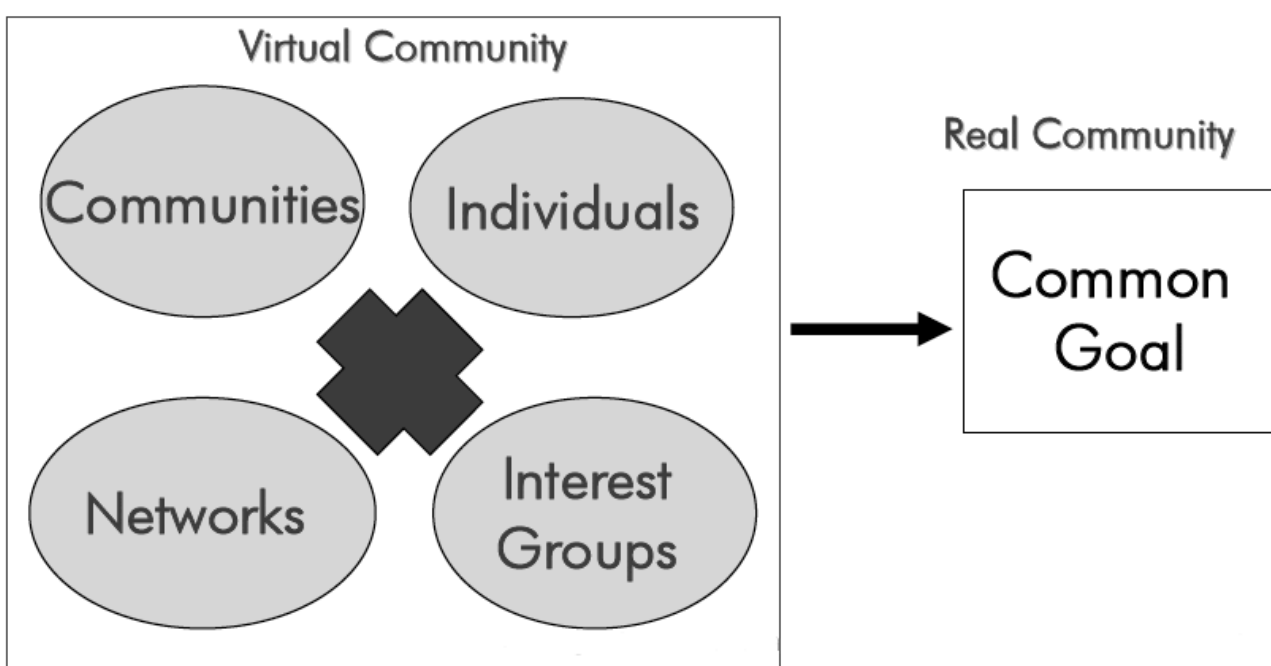 Virtual Community
Communities
Individuals
Networks
Interest
Groups
Real Community
Common
Goal